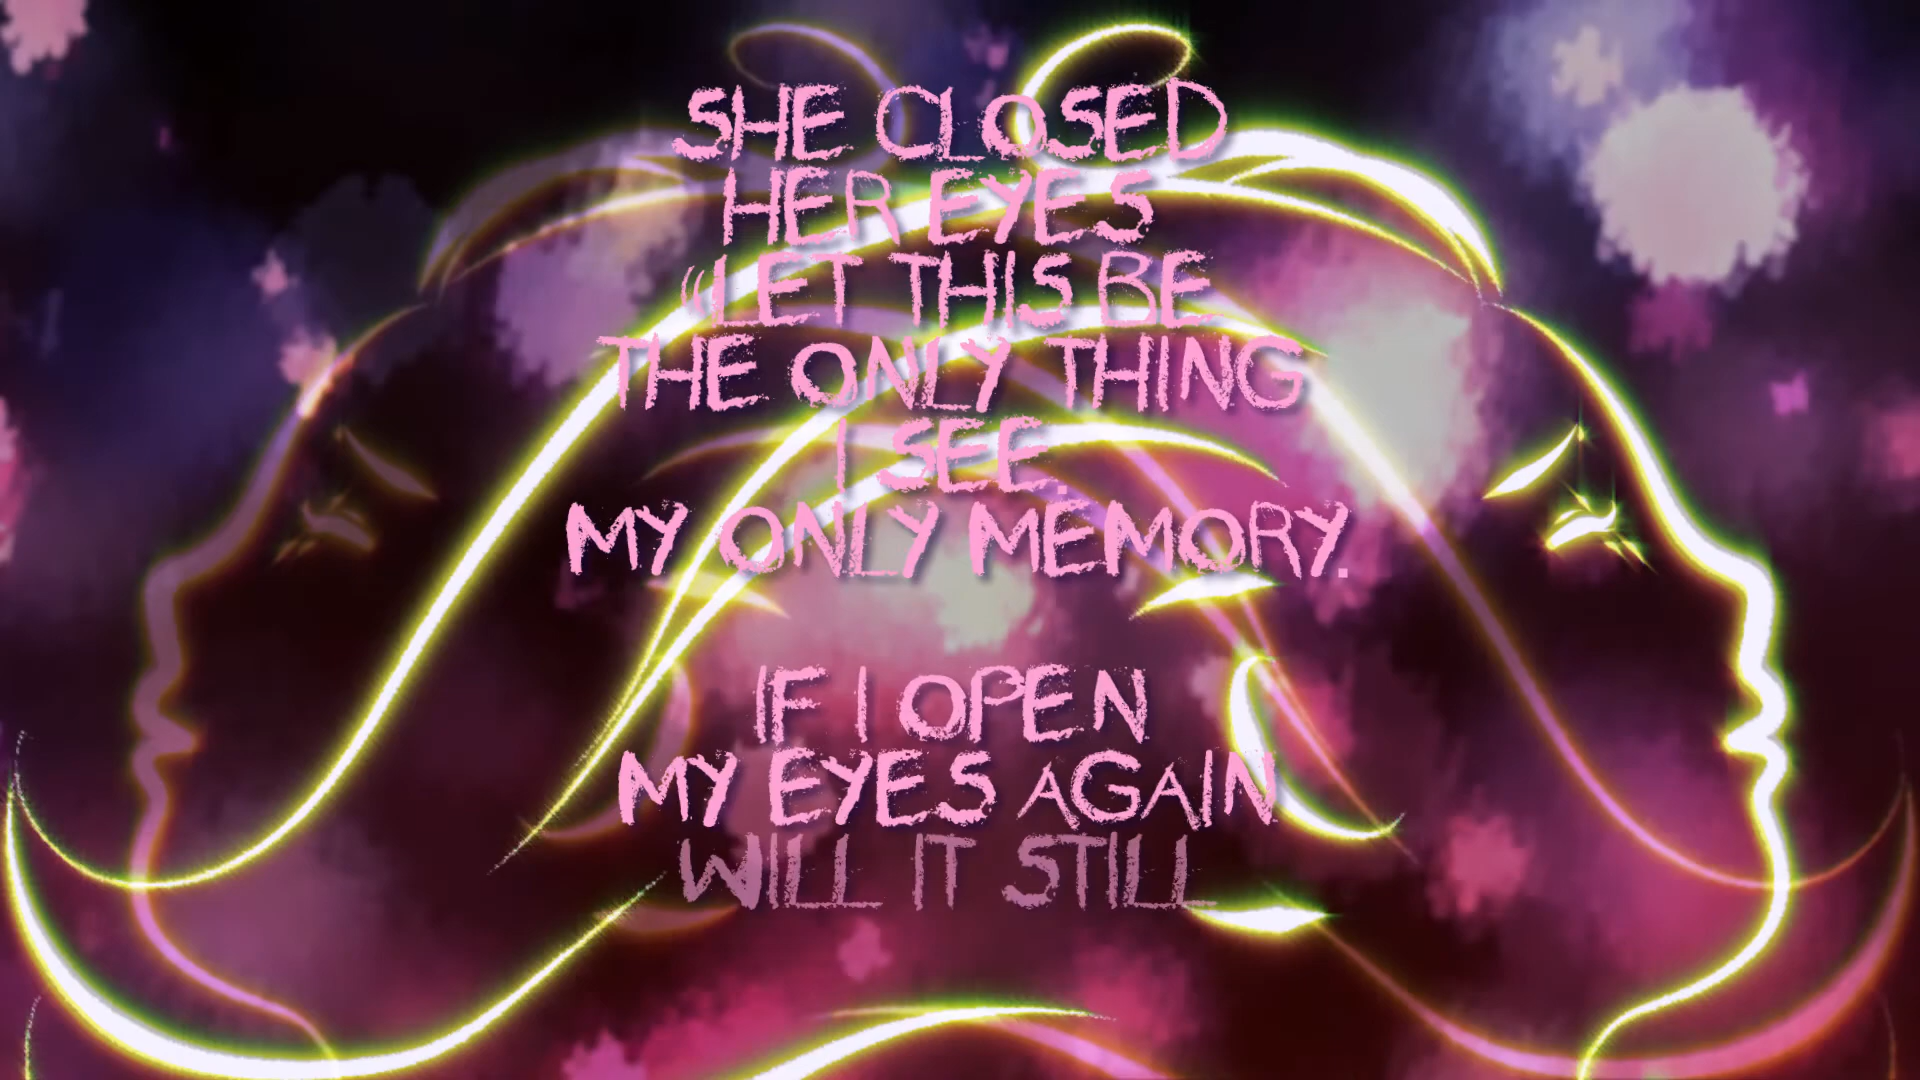 SHE CLOSED
HER EYES
“LET THIS BE
THE ONLY THING
I SEE.
MY ONLY MEMORY.
IF I OPEN
MY EYES AGAIN
WILL IT STILL